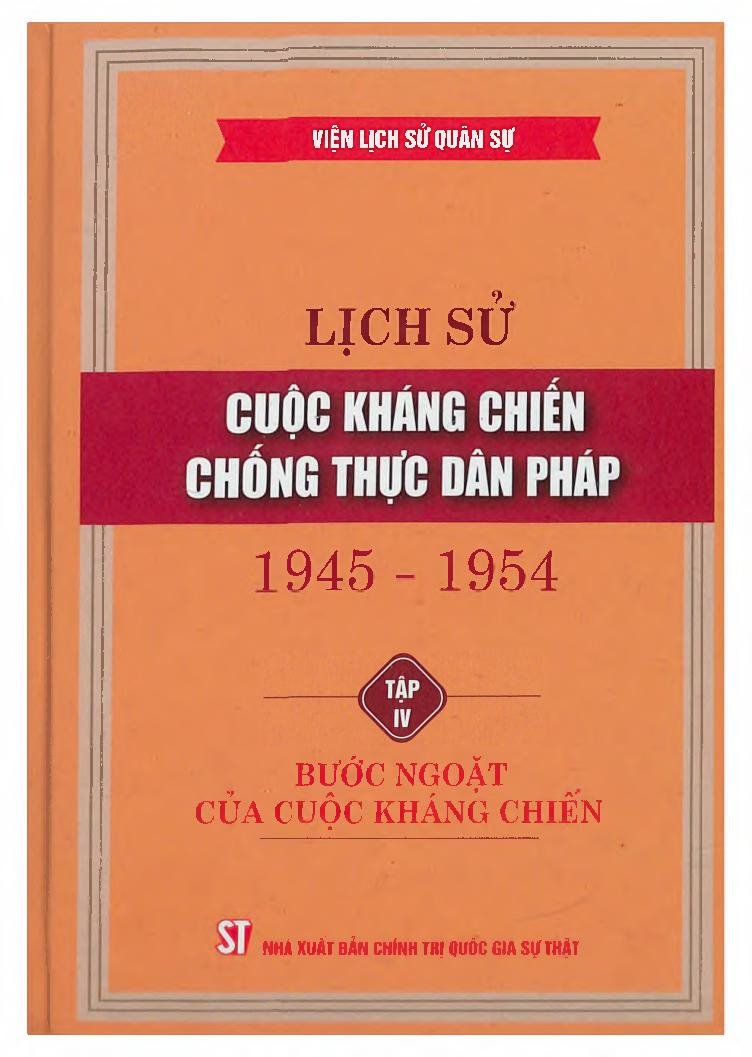 VIỆN LỊCH SỬ QUÂN SỰ
LỊCH SỬ
CUỘC KHÁNG CHIẾN
CHỐNG THỰC DÂN PHÁP
1945 - 1954
TẬP
IV
BƯỚC NGOẶT
CỦA CUỘC KHÁNG CHIẾN
ST NHÀ XUẤT BẢN CHÍNH TRỊ QUỐC GIA SỰ THẬT